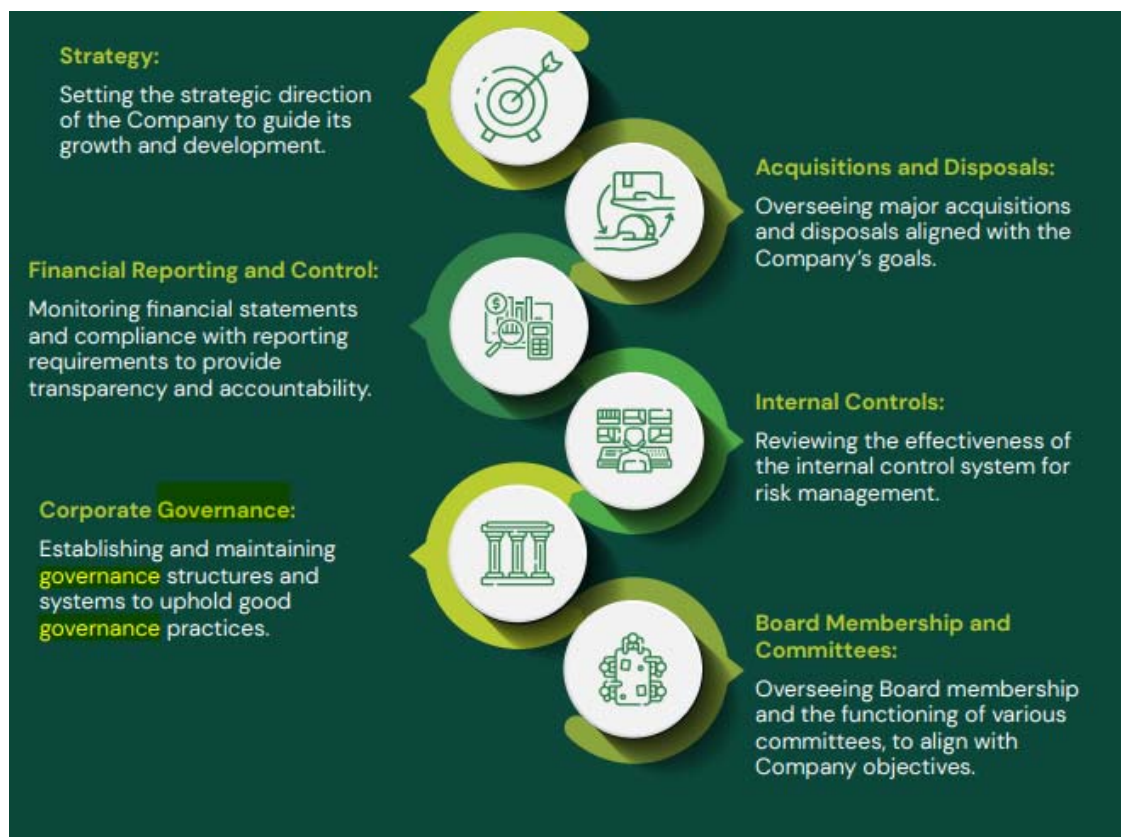 Strategy:
Setting the strategic direction
of the Company to guide its
growth and development.
Acquisitions and Disposals:
Overseeing major acquisitions
and disposals aligned with the
Company’s goals.
Financial Reporting and Control:
Monitoring financial statements
and compliance with reporting
requirements to provide
transparency and accountability.
Internal Controls:
Reviewing the effectiveness of
the internal control system for
risk management.
Corporate Governance:
Establishing and maintaining
governance structures and
systems to uphold good
governance practices.
Board Membership and
Committees:
Overseeing Board membership
and the functioning of various
committees, to align with
Company objectives.